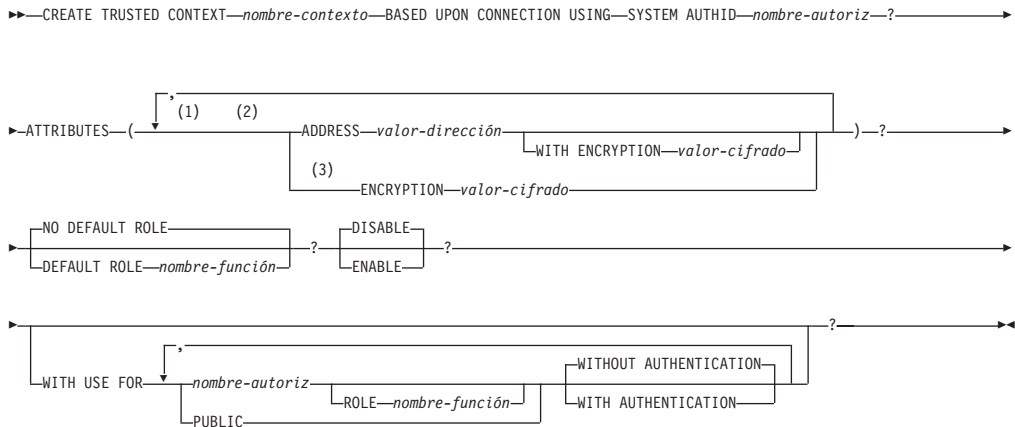 CREATE TRUSTED CONTEXT nombre-contexto BASED UPON CONNECTION USING SYSTEM AUTHID nombre-autoriz ?
,
(1) (2)
ATTRIBUTES ( ADDRESS valor-dirección ) ?
WITH ENCRYPTION valor-cifrado
(3)
ENCRYPTION valor-cifrado
NO DEFAULT ROLE DISABLE
? ?
DEFAULT ROLE nombre-función ENABLE
?
,
WITH USE FOR nombre-autoriz WITHOUT AUTHENTICATION
ROLE nombre-función WITH AUTHENTICATION
PUBLIC